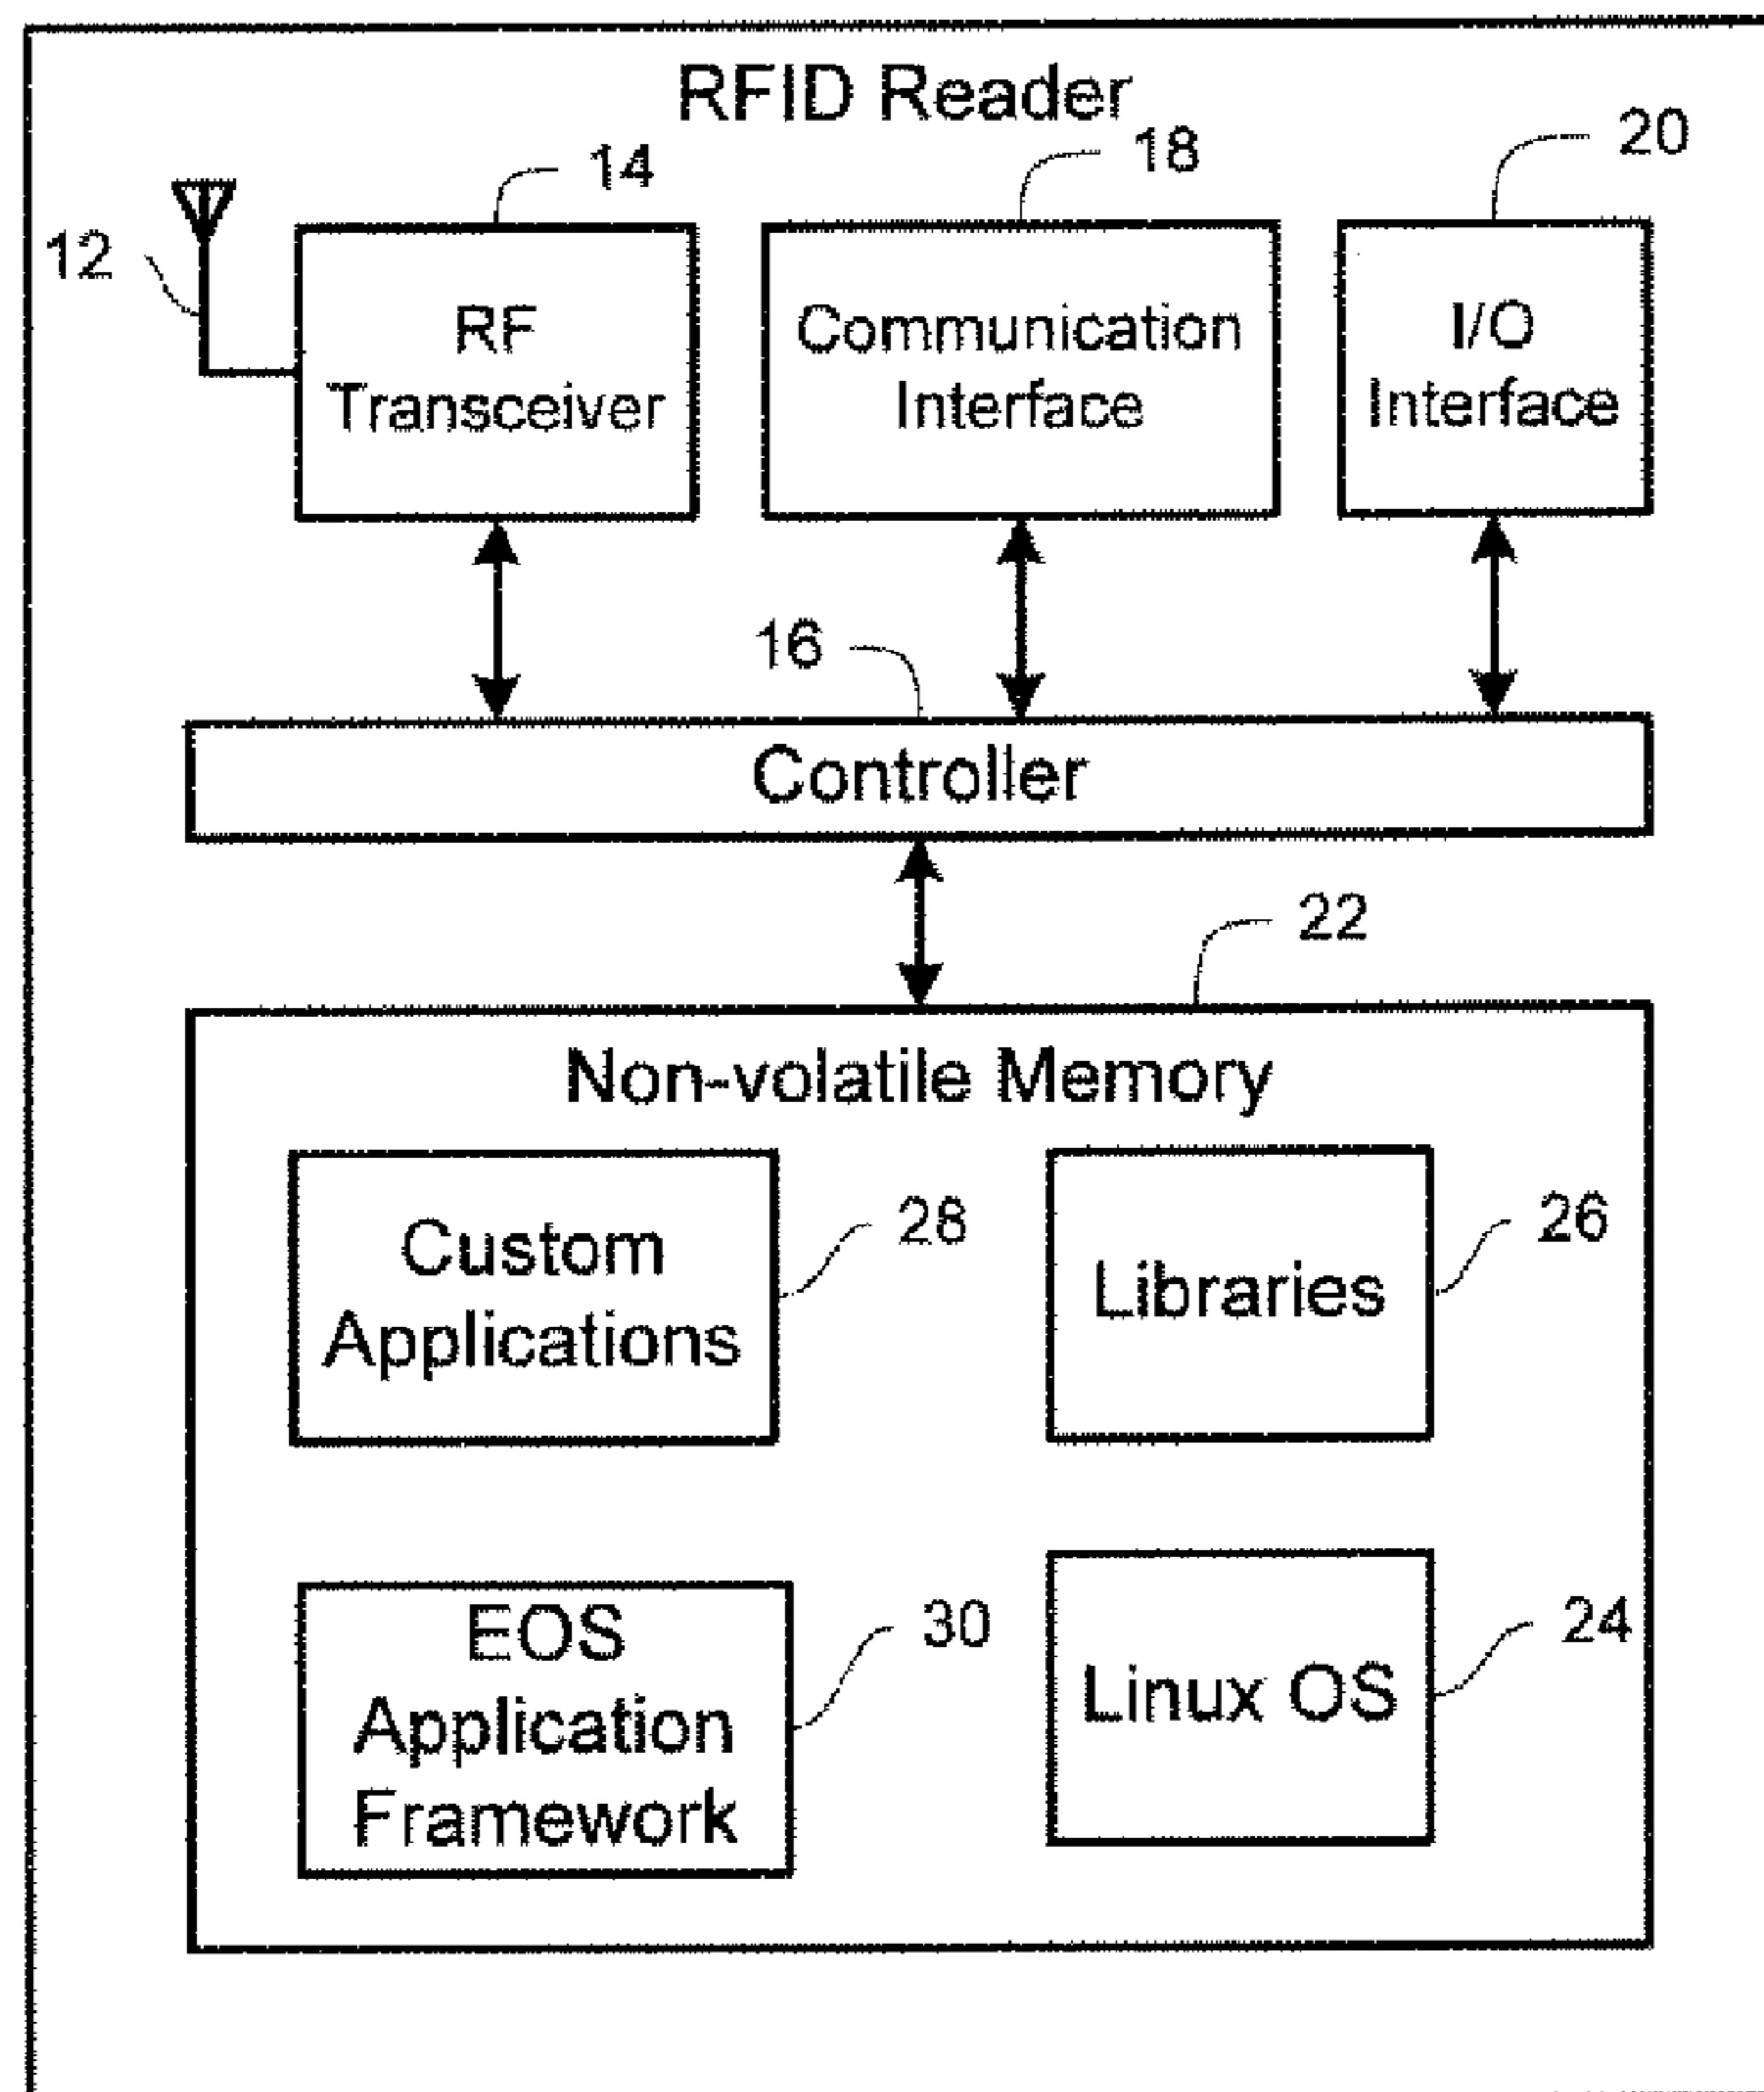 RFID Reader
14
18
20
12
RF
Transceiver
Communication
Interface
I/O
Interface
16
Controller
22
Non-volatile Memory
Custom
Applications
28
Libraries
26
EOS
Application
Framework
30
Linux OS
24